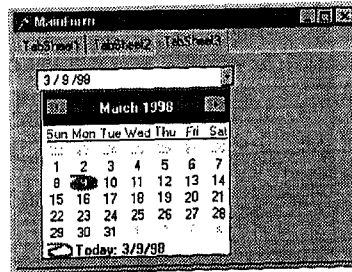 MainForm
TabSheet1 TabSheet2 TabSheet3
3/9/98
March 1998
Sun Mon Tue Wed Thu Fri Sat
1 2 3 4 5 6 7
8 9 10 11 12 13 14
15 16 17 18 19 20 21
22 23 24 25 26 27 28
29 30 31
Today: 3/9/98